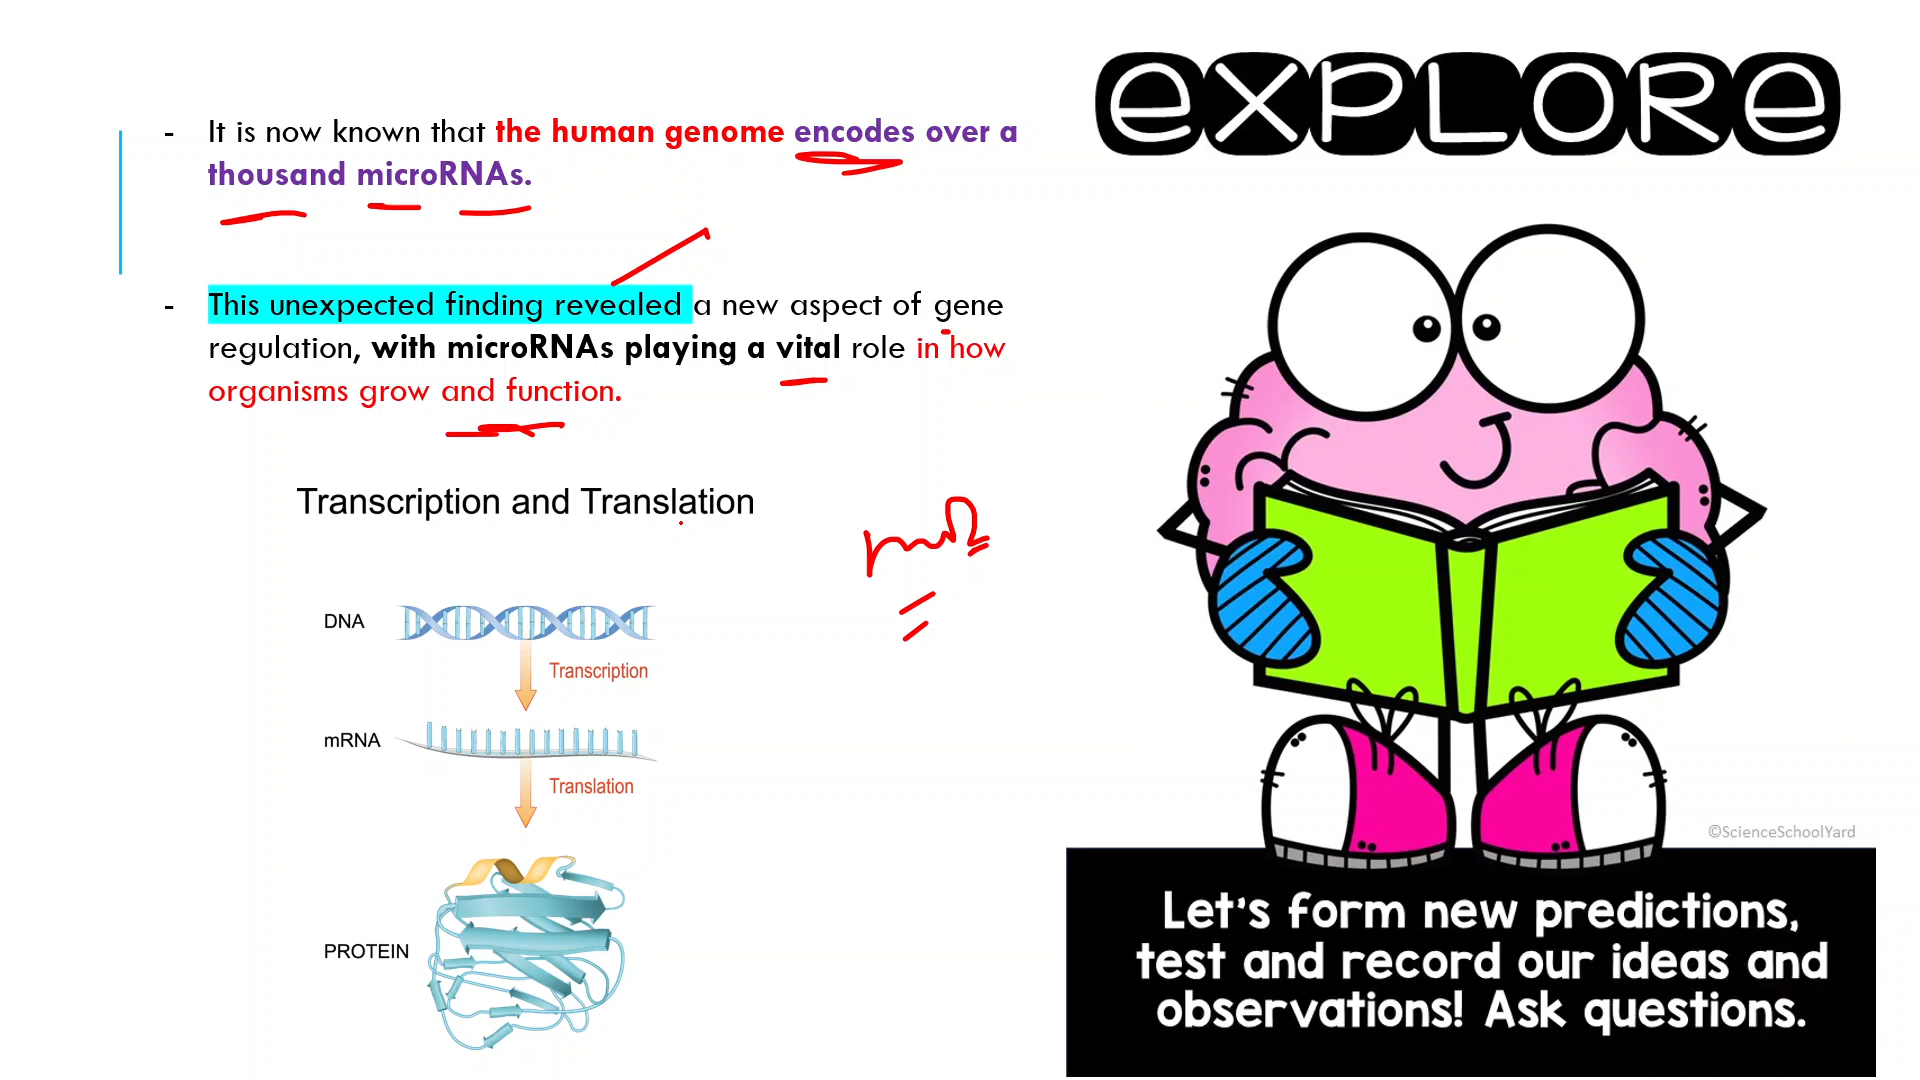 - It is now known that the human genome encodes over a
thousand microRNAs.
- This unexpected finding revealed a new aspect of gene
regulation, with microRNAs playing a vital role in how
organisms grow and function.
Transcription and Translation
DNA
Transcription
mRNA
Translation
PROTEIN
EXPLORE
©ScienceSchoolYard
Let's form new predictions,
test and record our ideas and
observations! Ask questions.